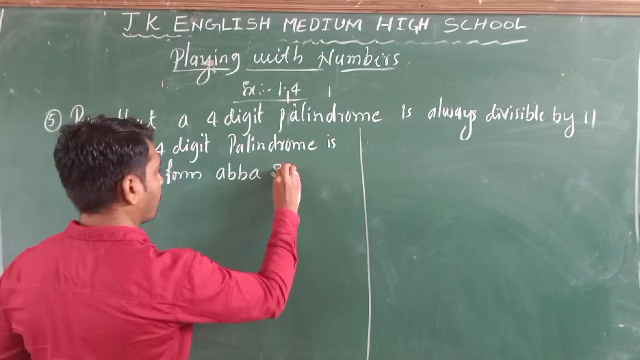 J K ENGLISH MEDIUM HIGH SCHOOL
Playing with Numbers
Ex:- 1.4
⑤ that a 4 digit palindrome is always divisible by 11
4 digit Palindrome is
form abba